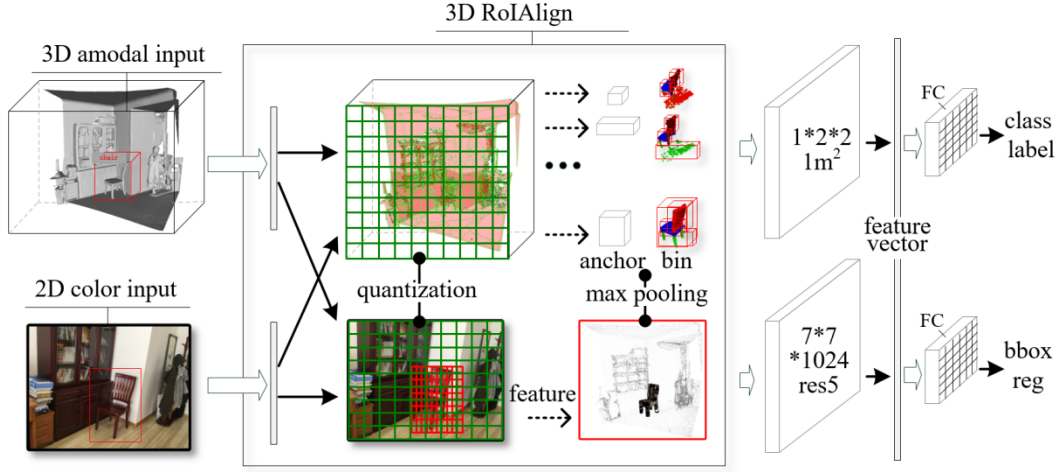 3D RoIAlign
3D amodal input
chair
2D color input
quantization
anchor bin
max pooling
feature
1*2*2
1m²
7*7
*1024
res5
feature
vector
FC
class
label
FC
bbox
reg